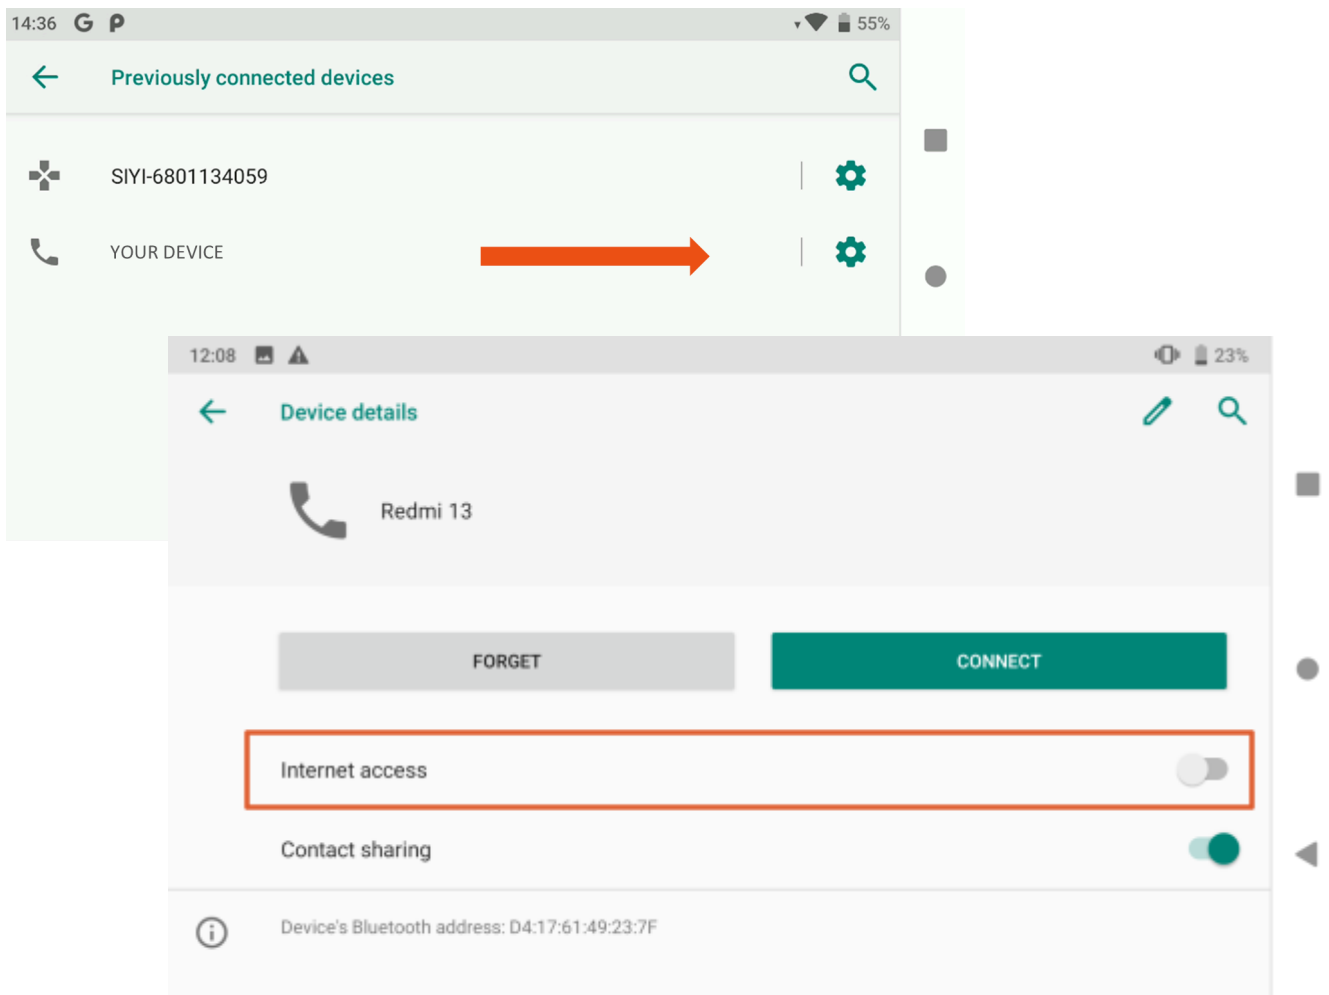 14:36 G P 55%
Previously connected devices
SIYI-6801134059
YOUR DEVICE
12:08 23%
Device details
Redmi 13
FORGET
CONNECT
Internet access
Contact sharing
Device's Bluetooth address: D4:17:61:49:23:7F